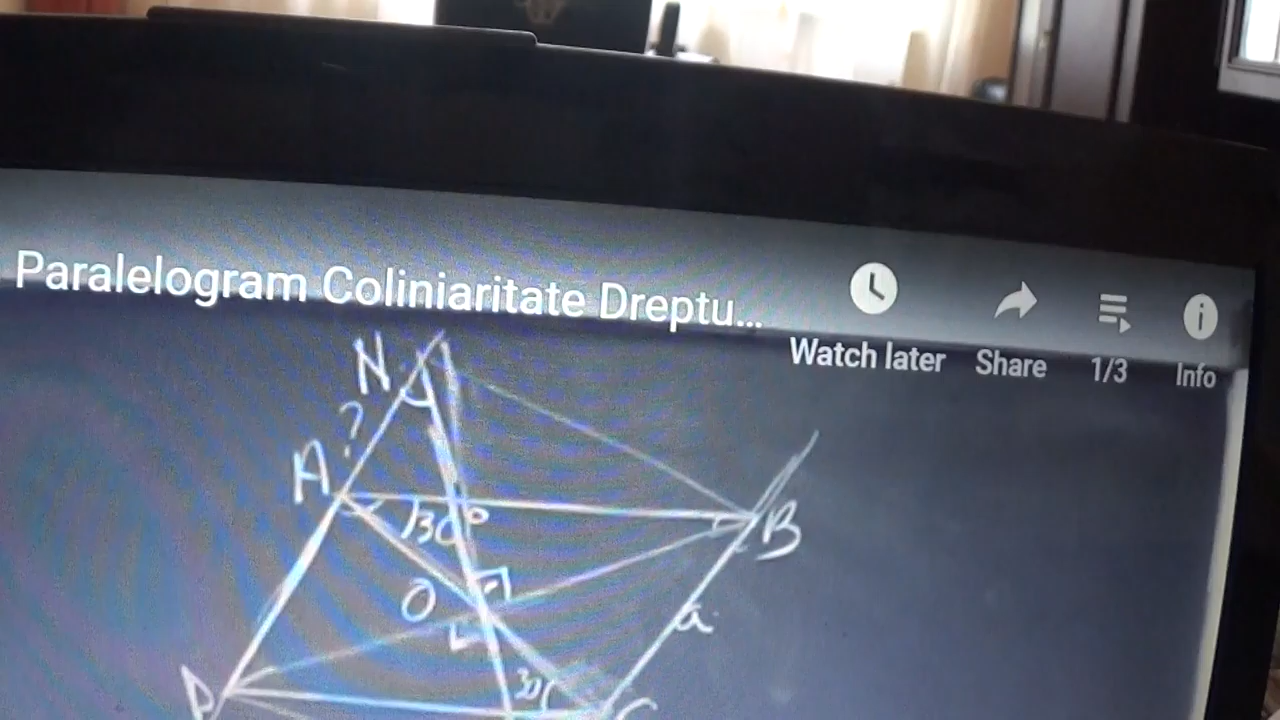 Paralelogram Coliniaritate Dreptu...
Watch later
Share
1/3
Info
N
?
A
30°
B
O
a
30
C